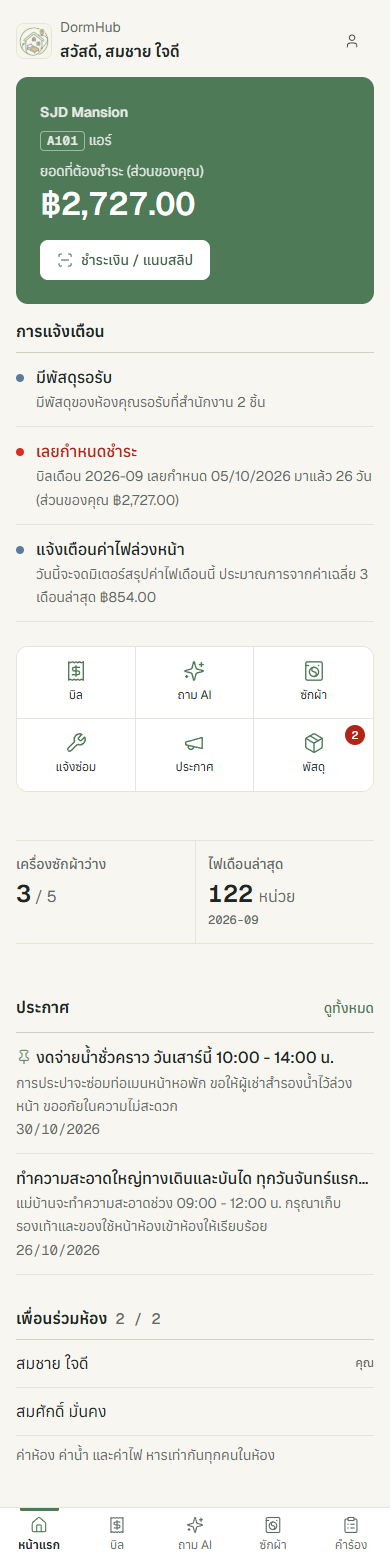 DormHub
สวัสดี, สมชาย ใจดี
SJD Mansion
A101 แอร์
ยอดที่ต้องชำระ (ส่วนของคุณ)
฿2,727.00
ชำระเงิน / แนบสลิป
การแจ้งเตือน
มีพัสดุรอรับ
มีพัสดุของห้องคุณรอรับที่สำนักงาน 2 ชิ้น
เลยกำหนดชำระ
บิลเดือน 2026-09 เลยกำหนด 05/10/2026 มาแล้ว 26 วัน
(ส่วนของคุณ ฿2,727.00)
แจ้งเตือนค่าไฟล่วงหน้า
วันนี้จะจดมิเตอร์สรุปค่าไฟเดือนนี้ ประมาณการจากค่าเฉลี่ย 3
เดือนล่าสุด ฿854.00
บิล
ถาม AI
ซักผ้า
2
แจ้งซ่อม
ประกาศ
พัสดุ
เครื่องซักผ้าว่าง
3 / 5
ไฟเดือนล่าสุด
122 หน่วย
2026-09
ประกาศ
ดูทั้งหมด
งดจ่ายน้ำชั่วคราว วันเสาร์นี้ 10:00 - 14:00 น.
การประปาจะซ่อมท่อเมนหน้าหอพัก ขอให้ผู้เช่าสำรองน้ำไว้ล่วง
หน้า ขออภัยในความไม่สะดวก
30/10/2026
ทำความสะอาดใหญ่ทางเดินและบันได ทุกวันจันทร์แรก...
แม่บ้านจะทำความสะอาดช่วง 09:00 - 12:00 น. กรุณาเก็บ
รองเท้าและของใช้หน้าห้องเข้าห้องให้เรียบร้อย
26/10/2026
เพื่อนร่วมห้อง 2 / 2
สมชาย ใจดี
คุณ
สมศักดิ์ มั่นคง
ค่าห้อง ค่าน้ำ และค่าไฟ หารเท่ากันทุกคนในห้อง
หน้าแรก
บิล
ถาม AI
ซักผ้า
คำร้อง